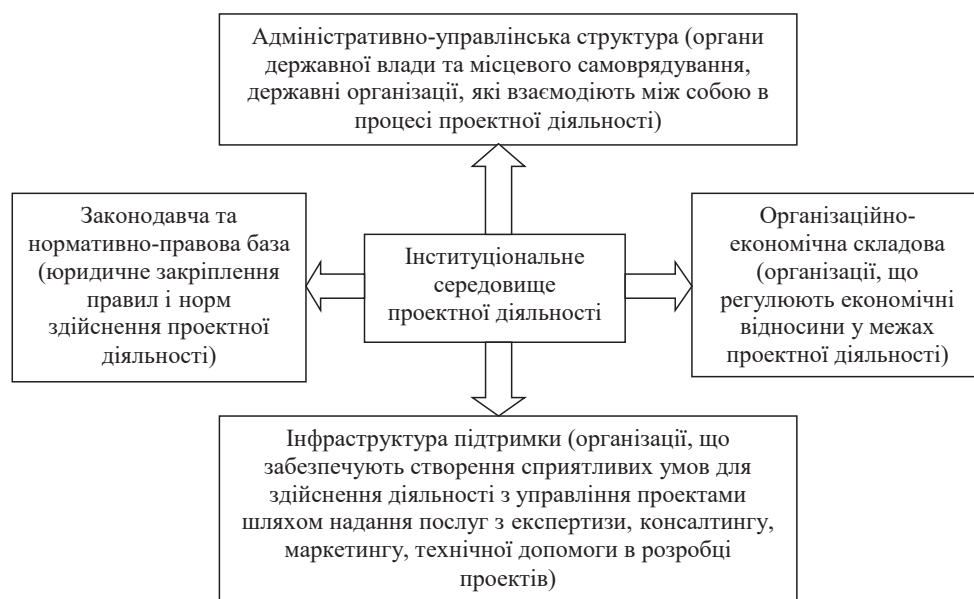 Адміністративно-управлінська структура (органи
державної влади та місцевого самоврядування,
державні організації, які взаємодіють між собою в
процесі проектної діяльності)
Законодавча та
нормативно-правова база
(юридичне закріплення
правил і норм
здійснення проектної
діяльності)
Інституціональне
середовище
проектної діяльності
Організаційно-
економічна складова
(організації, що
регулюють економічні
відносини у межах
проектної діяльності)
Інфраструктура підтримки (організації, що
забезпечують створення сприятливих умов для
здійснення діяльності з управління проектами
шляхом надання послуг з експертизи, консалтингу,
маркетингу, технічної допомоги в розробці
проектів)